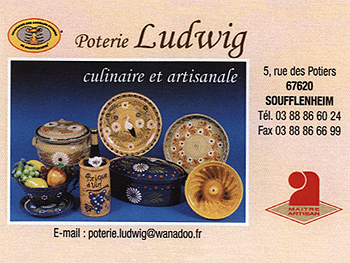 Poterie Ludwig
culinaire et artisanale
5, rue des Potiers
67620
SOUFFLENHEIM
Tél. 03 88 86 60 24
Fax 03 88 86 66 99
Brique
à Vin
MAITRE
ARTISAN
E-mail : poterie.ludwig@wanadoo.fr